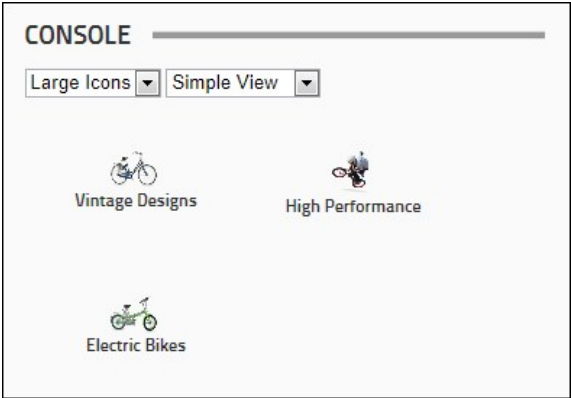 CONSOLE
Large Icons Simple View
Vintage Designs High Performance
Electric Bikes